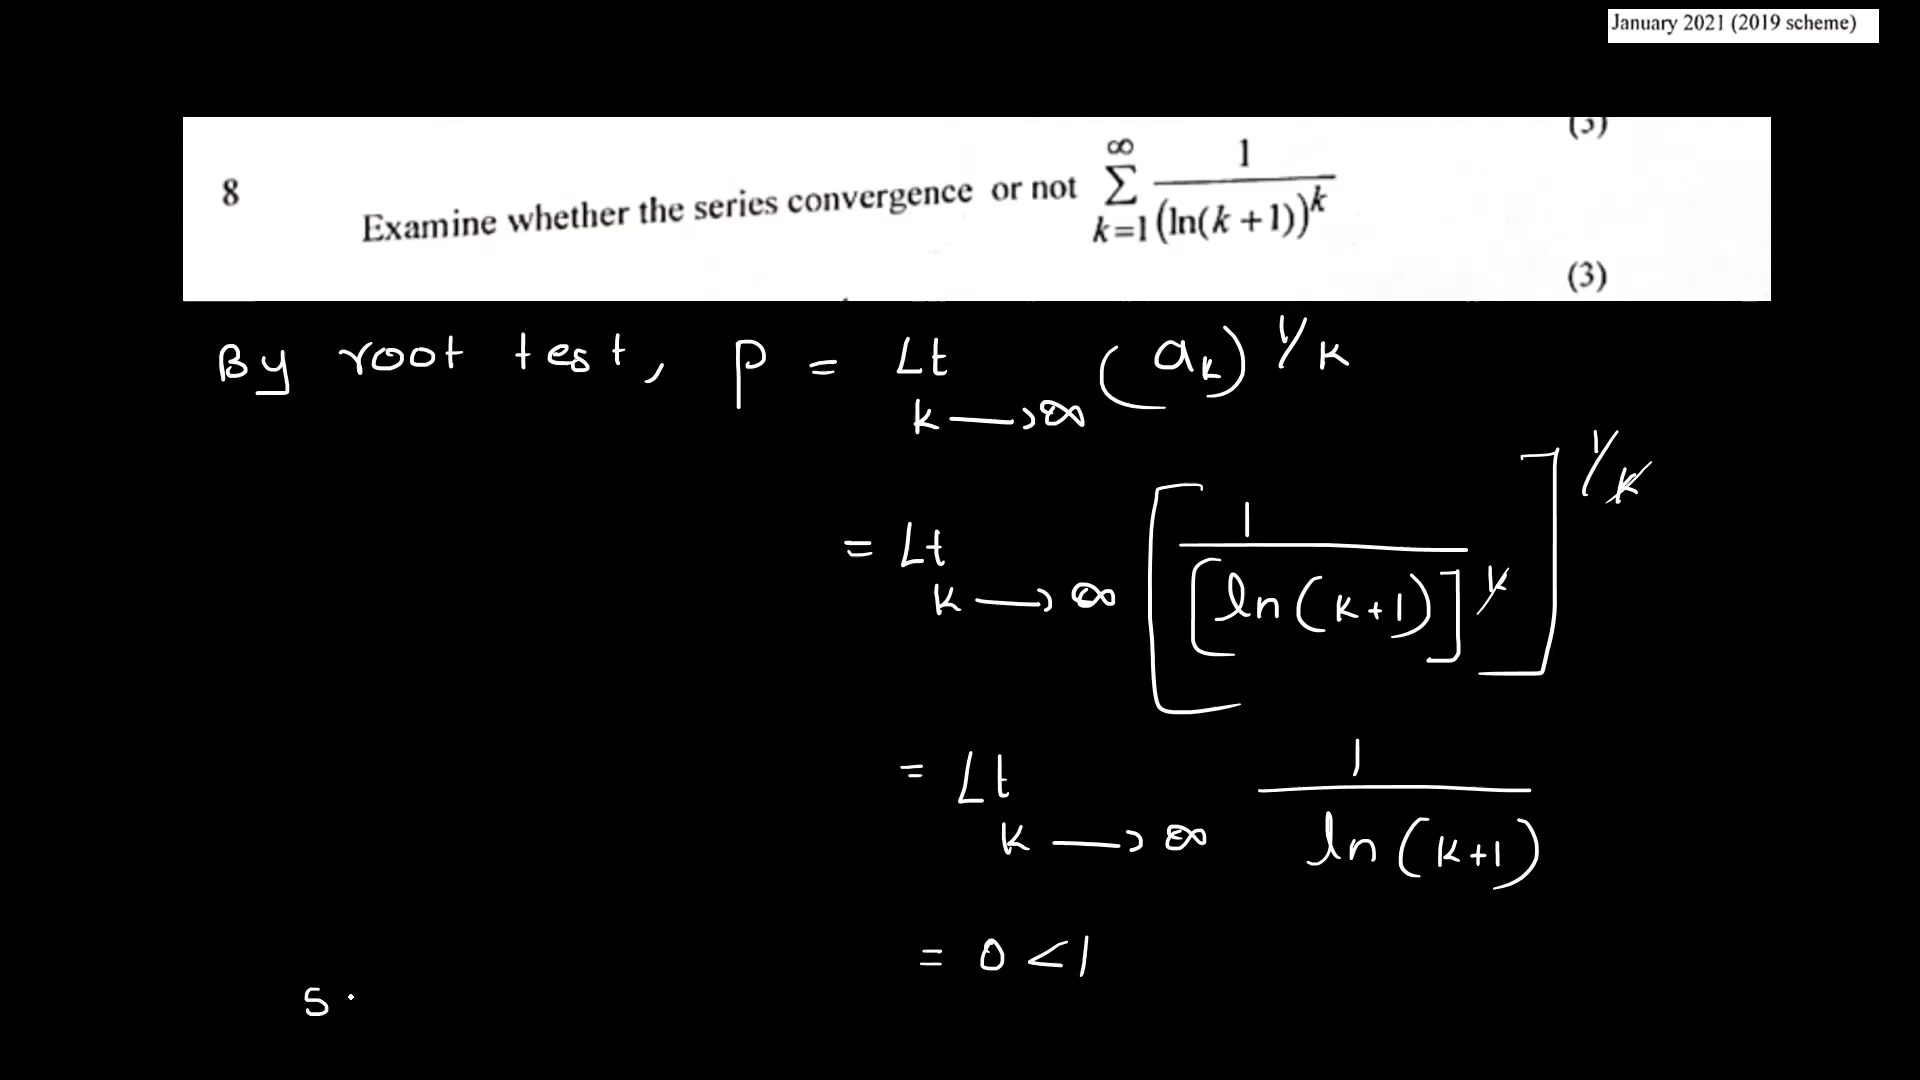 January 2021 (2019 scheme)
(3)
8 Examine whether the series convergence or not ∑_{k=1}^{∞} 1/(ln(k+1))^k
(3)
By root test, ρ = Lt_{k→∞} (a_k)^{1/k}
= Lt_{k→∞} [1/[ln(k+1)]^k]^{1/k}
= Lt_{k→∞} 1/ln(k+1)
= 0 < 1
S